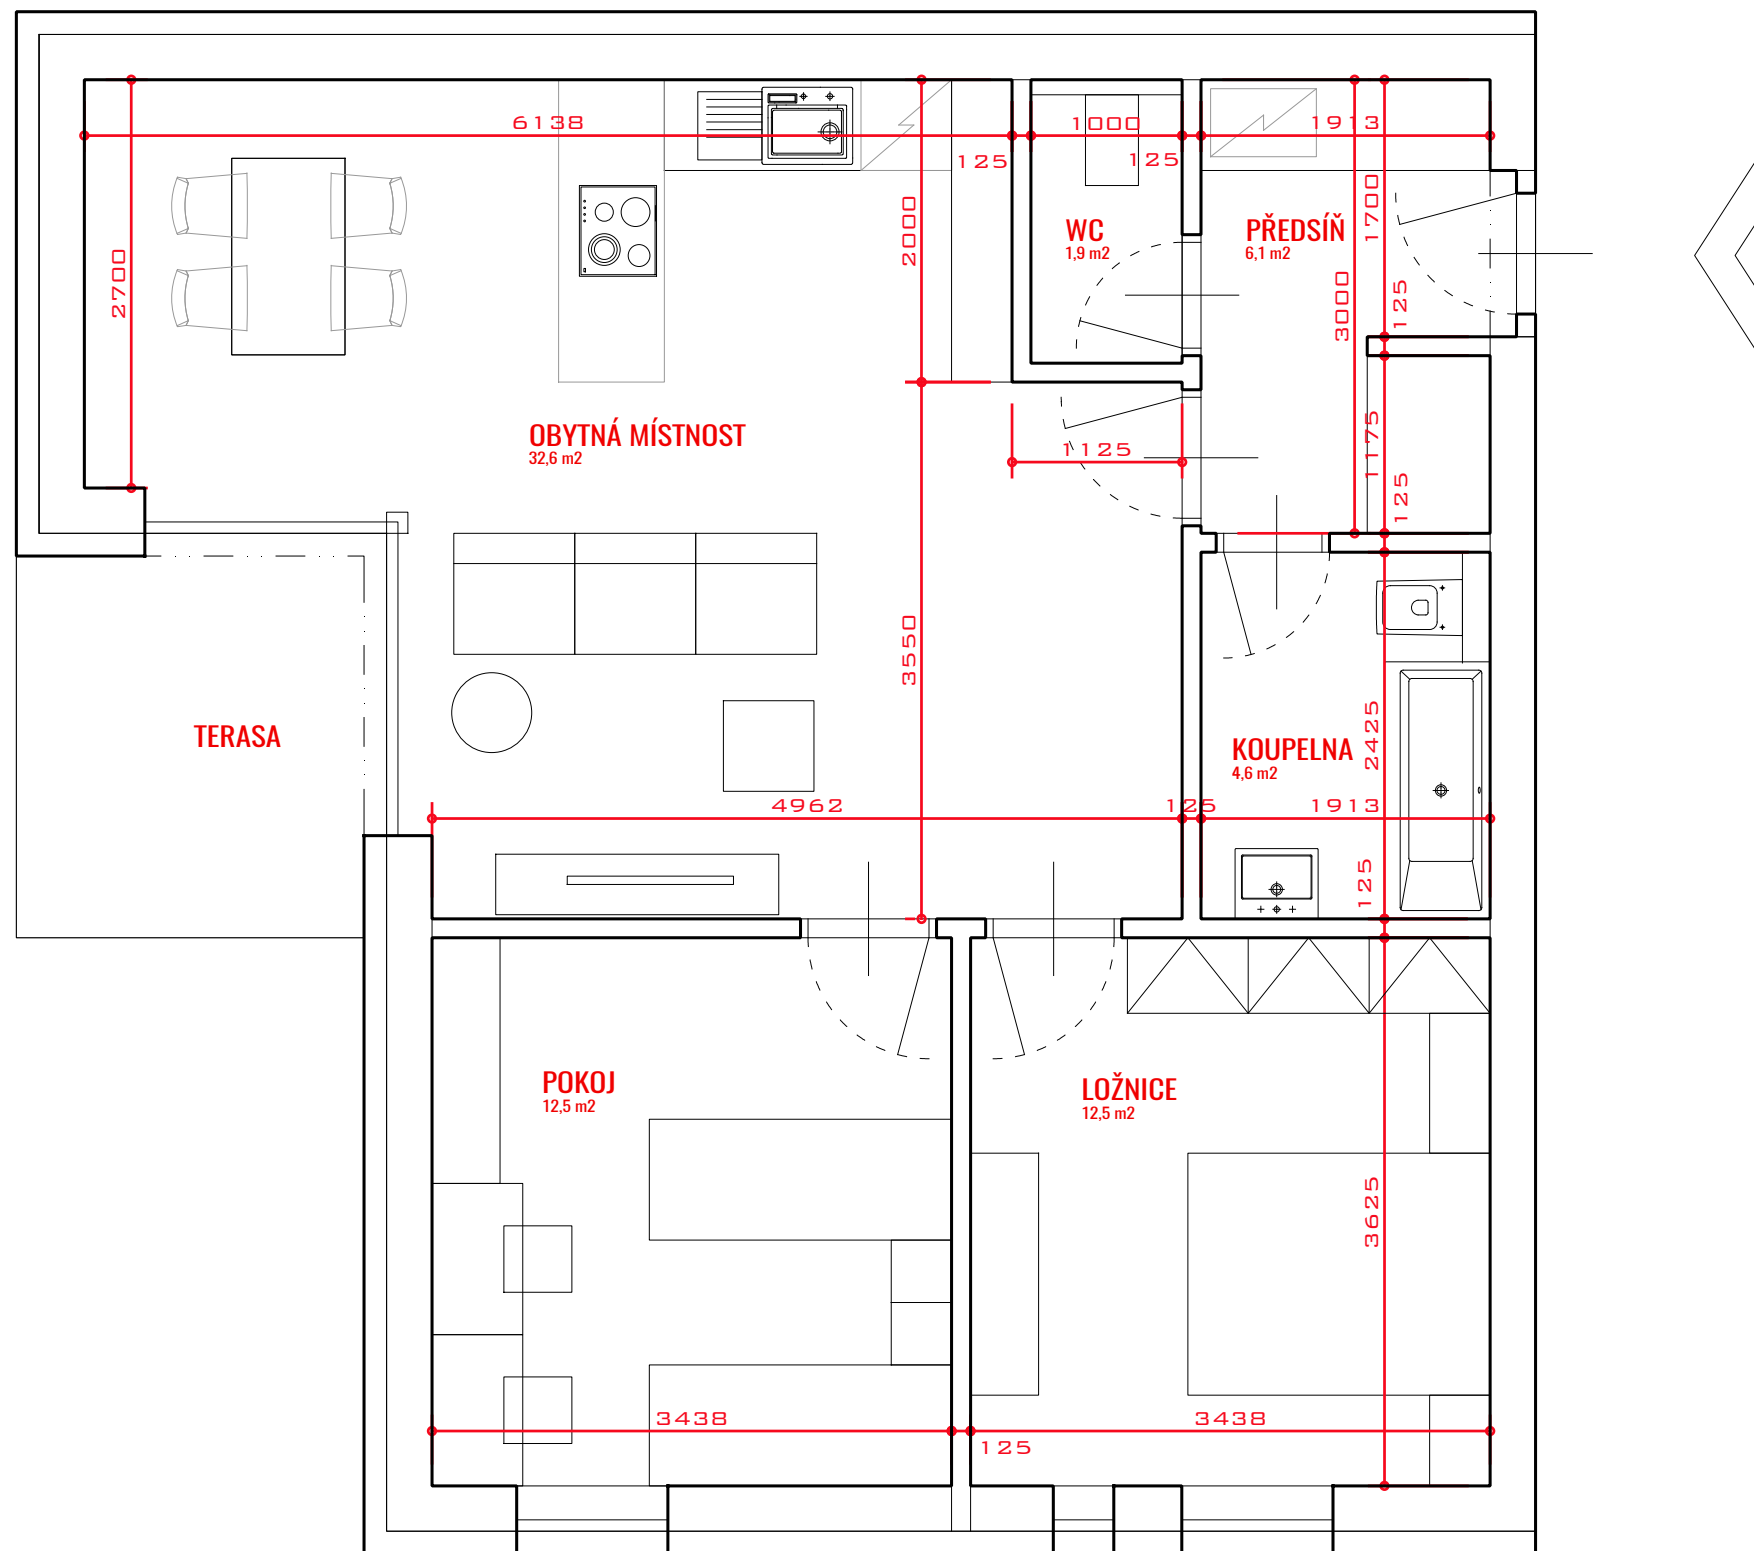 6138
1000
1913
125
125
2700
2000
1700
WC
1,9 m2
PŘEDSÍŇ
6,1 m2
3000
125
OBYTNÁ MÍSTNOST
32,6 m2
1125
1175
125
3550
TERASA
KOUPELNA
4,6 m2
2425
4962
125
1913
125
POKOJ
12,5 m2
LOŽNICE
12,5 m2
3625
3438
3438
125